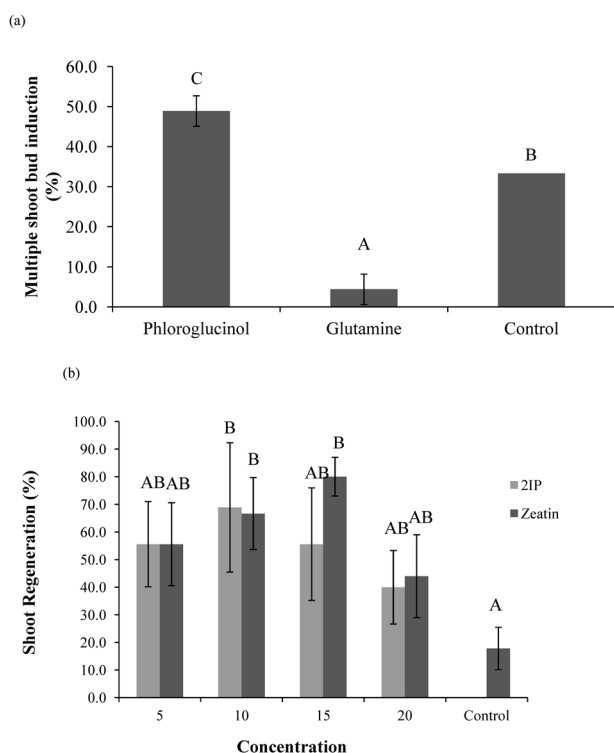 (a)
Multiple shoot bud induction
(%)
60.0
50.0
40.0
30.0
20.0
10.0
0.0
C
A
B
Phloroglucinol Glutamine Control
(b)
Shoot Regeneration (%)
100.0
90.0
80.0
70.0
60.0
50.0
40.0
30.0
20.0
10.0
0.0
AB AB
B
B
AB
B
AB
AB
A
2IP
Zeatin
5 10 15 20 Control
Concentration